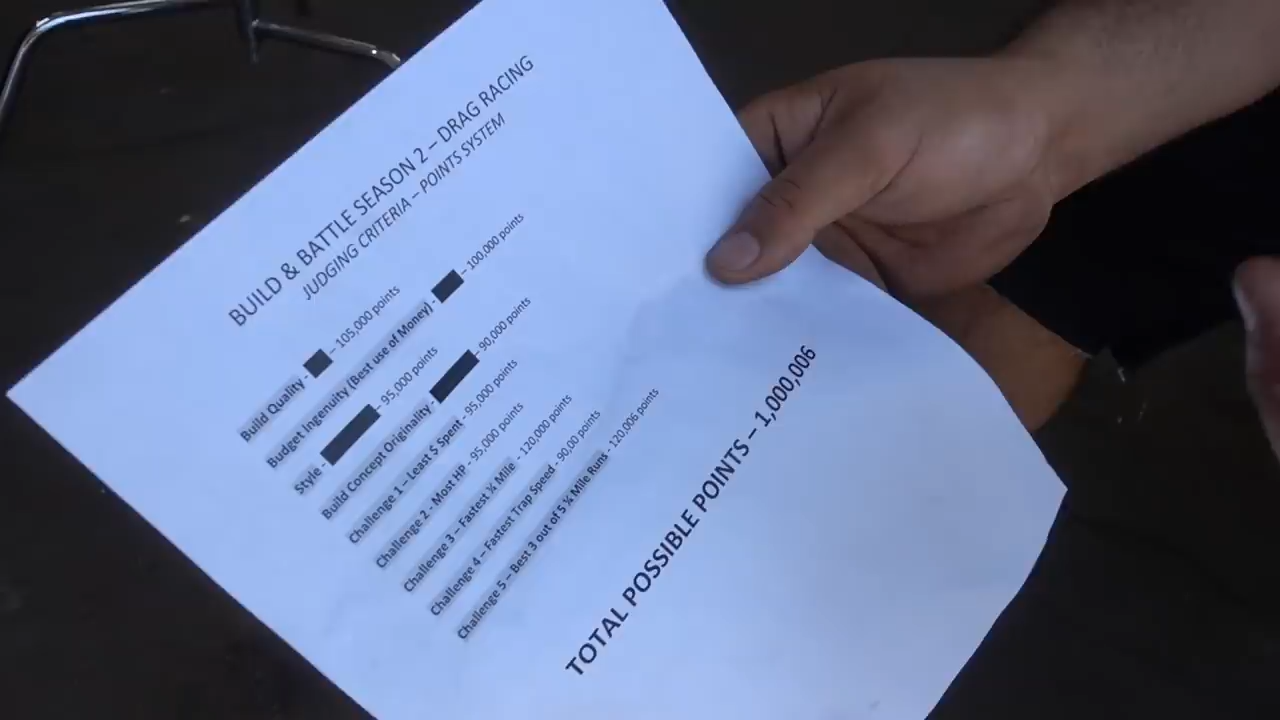 BUILD & BATTLE SEASON 2 – DRAG RACING
JUDGING CRITERIA – POINTS SYSTEM
Build Quality - – 105,000 points
Budget Ingenuity (Best use of Money) - – 100,000 points
Style - - 95,000 points
Build Concept Originality - - 90,000 points
Challenge 1 – Least $ Spent - 95,000 points
Challenge 2 - Most HP - 95,000 points
Challenge 3 – Fastest ¼ Mile - 120,000 points
Challenge 4 – Fastest Trap Speed - 90,00 points
Challenge 5 – Best 3 out of 5 ¼ Mile Runs - 120,006 points
TOTAL POSSIBLE POINTS – 1,000,006